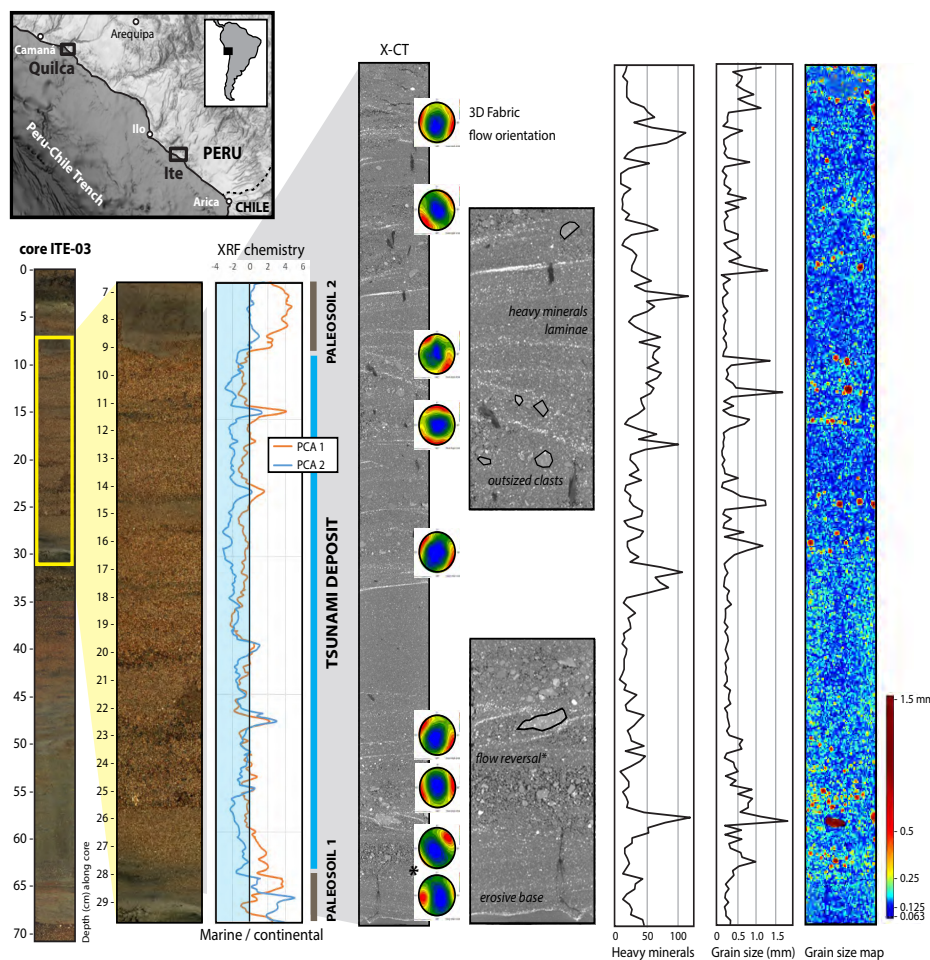 Camaná
Arequipa
Quilca
Ilo
PERU
Ite
Peru-Chile Trench
Arica
CHILE
X-CT
3D Fabric
flow orientation
heavy minerals
laminae
outsized clasts
flow reversal*
erosive base
*
core ITE-03
0
5
10
15
20
25
30
35
40
45
50
55
60
65
70
Depth (cm) along core
7
8
9
10
11
12
13
14
15
16
17
18
19
20
21
22
23
24
25
26
27
28
29
XRF chemistry
-4 -2 0 2 4 6
PCA 1
PCA 2
Marine / continental
PALEOSOIL 2
TSUNAMI DEPOSIT
PALEOSOIL 1
0 50 100
Heavy minerals
0 0.5 1.0 1.5
Grain size (mm)
Grain size map
1.5 mm
0.5
0.25
0.125
0.063